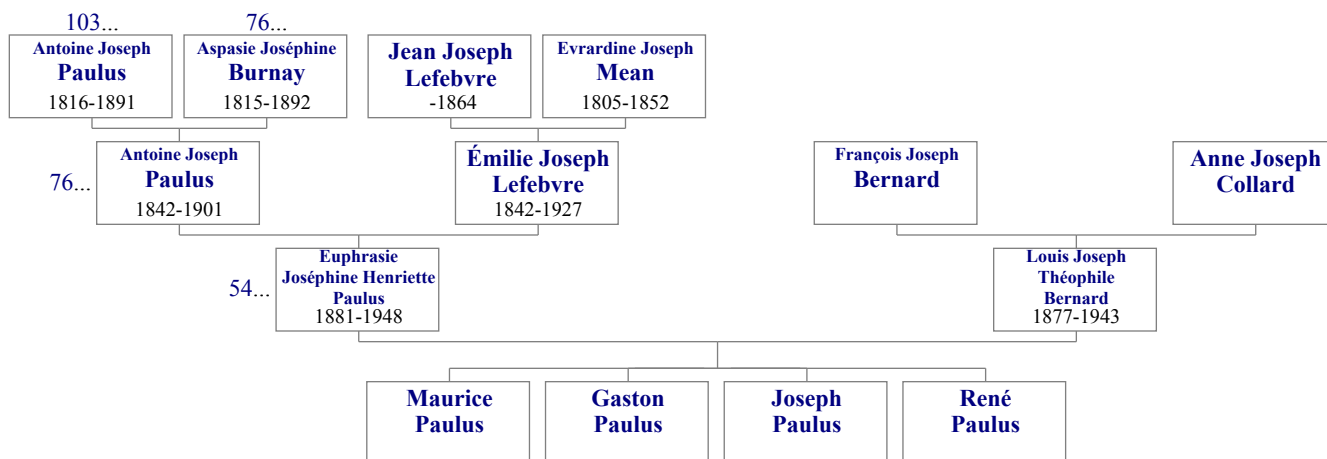 103...
76...
Antoine Joseph
Paulus
1816-1891
Aspasie Joséphine
Burnay
1815-1892
Jean Joseph
Lefebvre
-1864
Evrardine Joseph
Mean
1805-1852
76...
Antoine Joseph
Paulus
1842-1901
Émilie Joseph
Lefebvre
1842-1927
François Joseph
Bernard
Anne Joseph
Collard
54...
Euphrasie
Joséphine Henriette
Paulus
1881-1948
Louis Joseph
Théophile
Bernard
1877-1943
Maurice
Paulus
Gaston
Paulus
Joseph
Paulus
René
Paulus